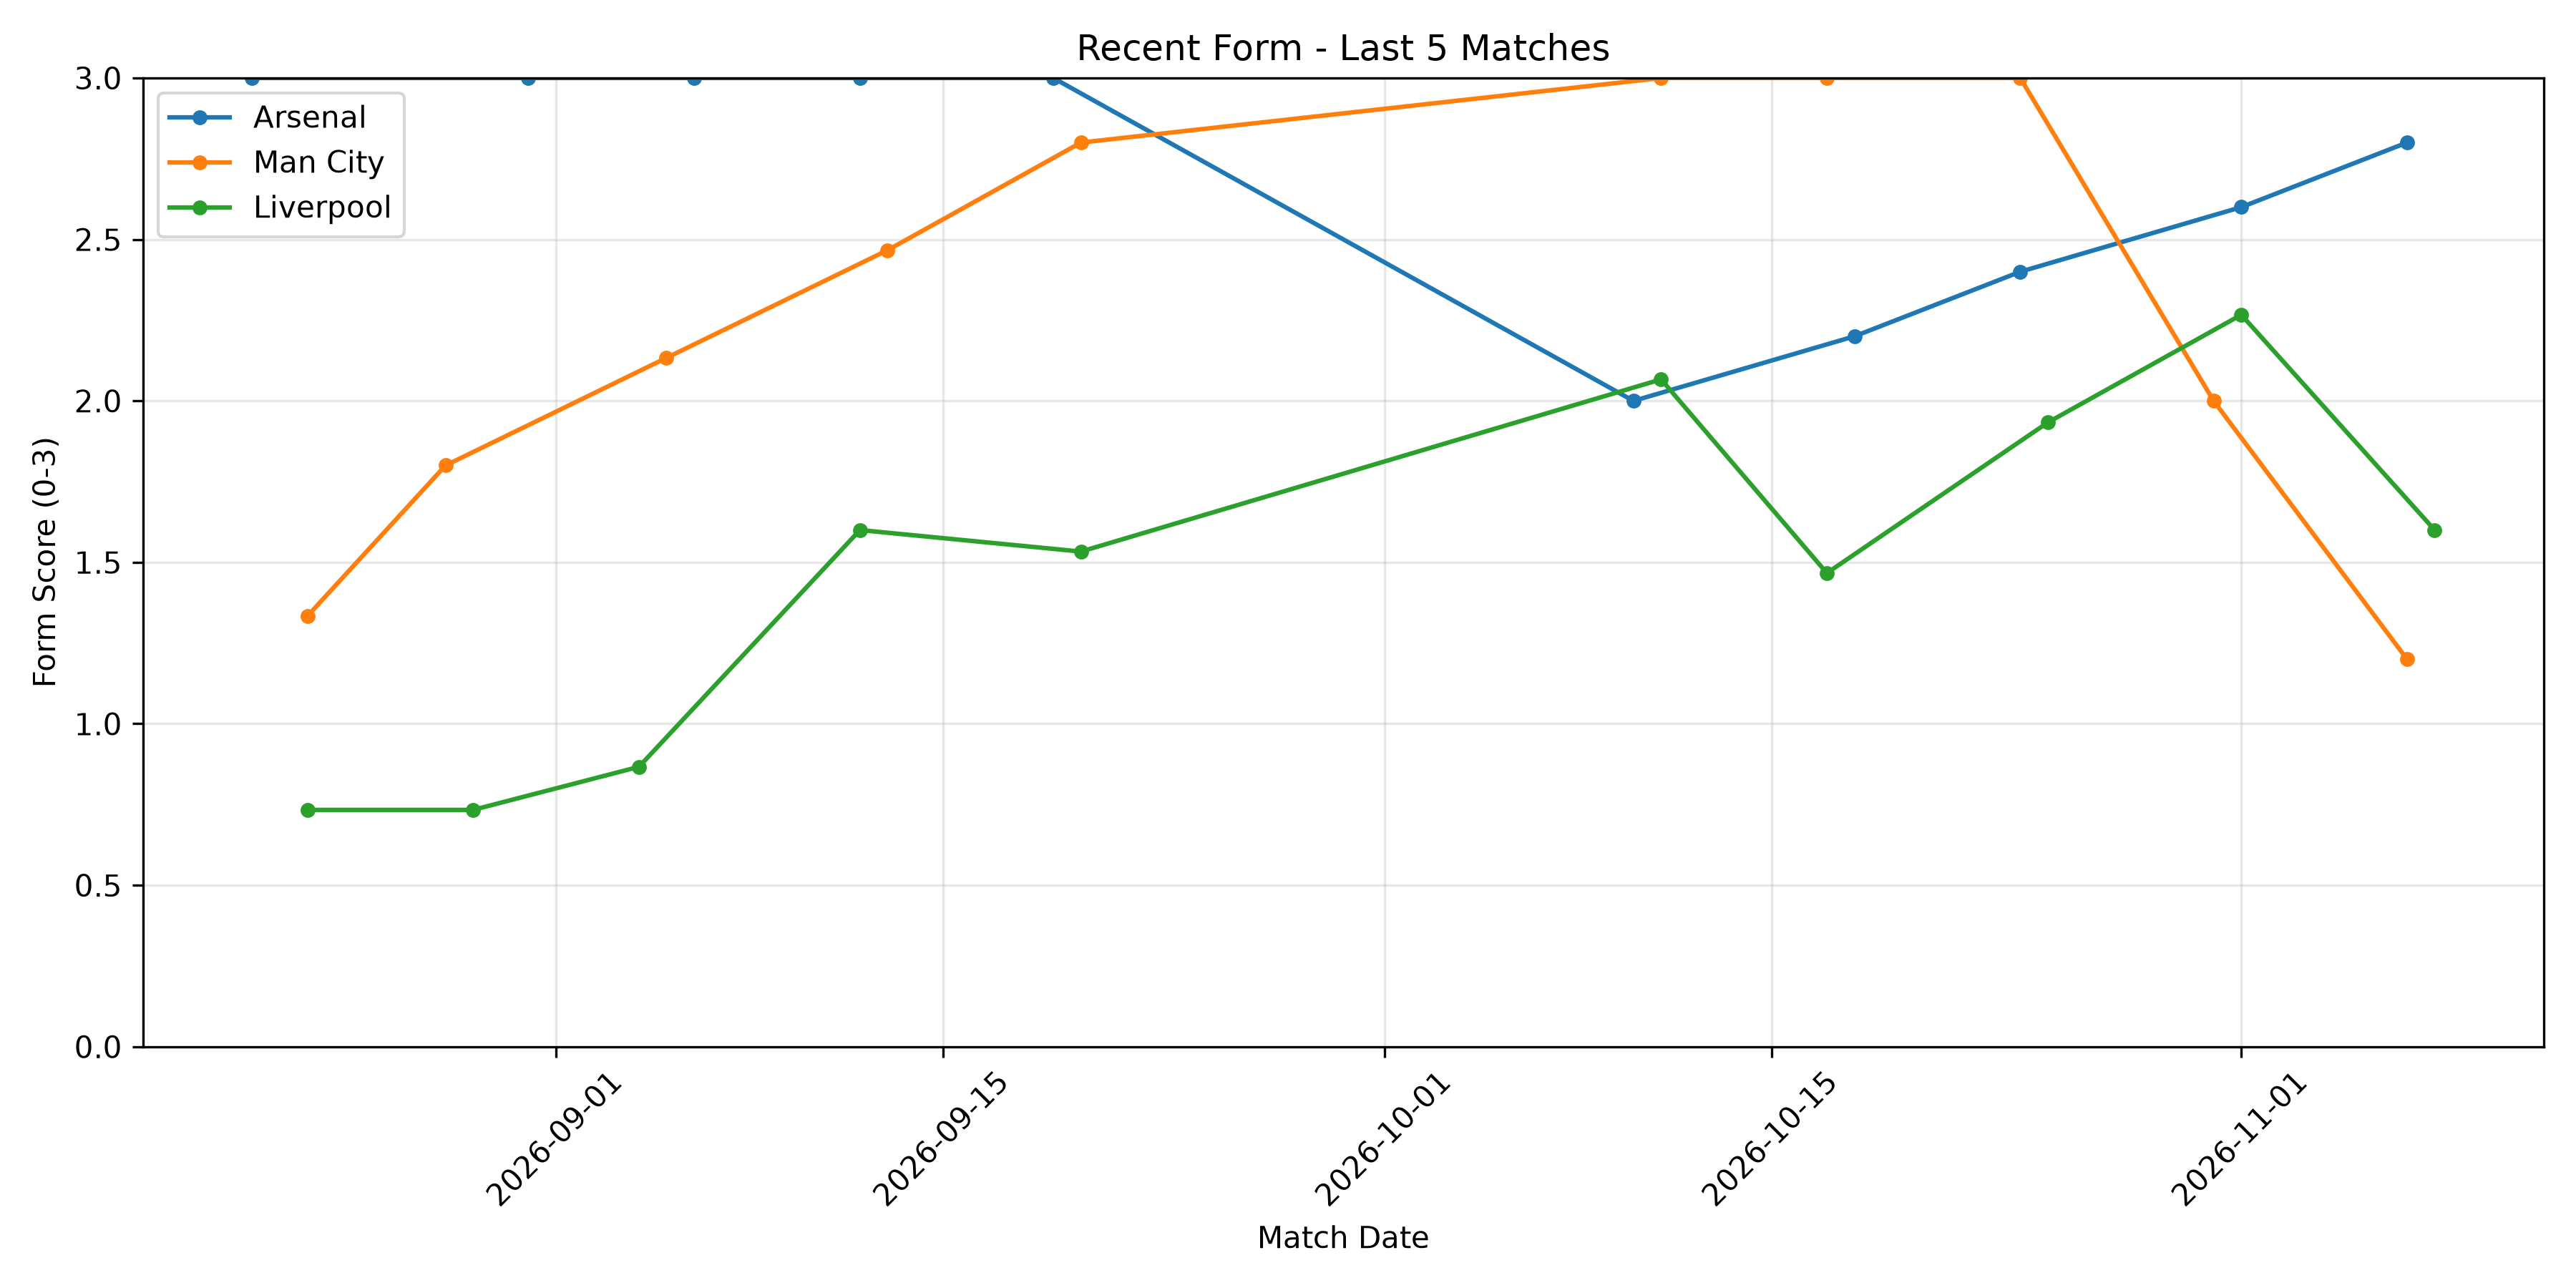 Recent Form - Last 5 Matches
3.0
2.5
2.0
1.5
1.0
0.5
0.0
Form Score (0-3)
Arsenal
Man City
Liverpool
2026-09-01
2026-09-15
2026-10-01
2026-10-15
2026-11-01
Match Date